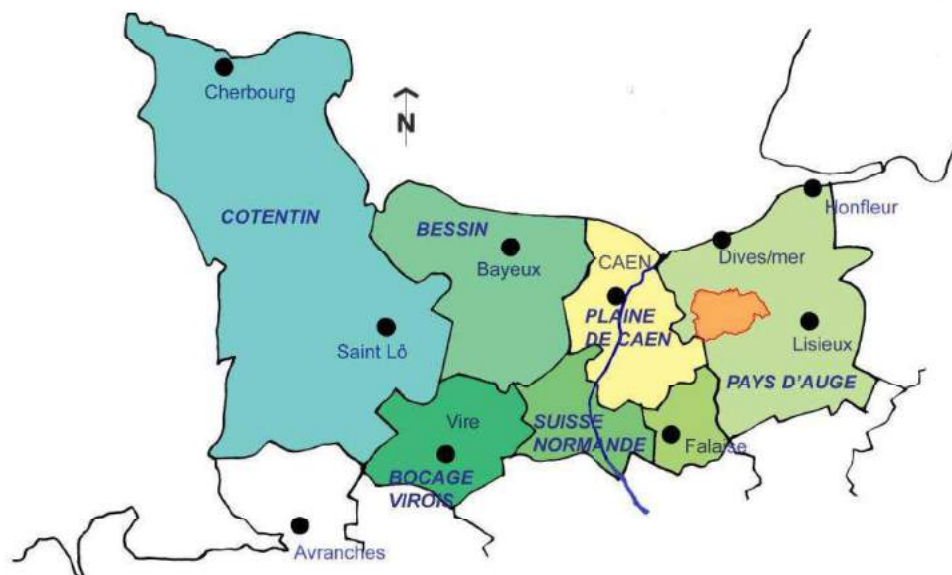 Cherbourg
N
COTENTIN
BESSIN
Bayeux
CAEN
Honfleur
Dives/mer
PLAINE
DE CAEN
Saint Lô
Lisieux
PAYS D'AUGE
Vire
SUISSE
NORMANDE
Falaise
BOCAGE
VIROIS
Avranches